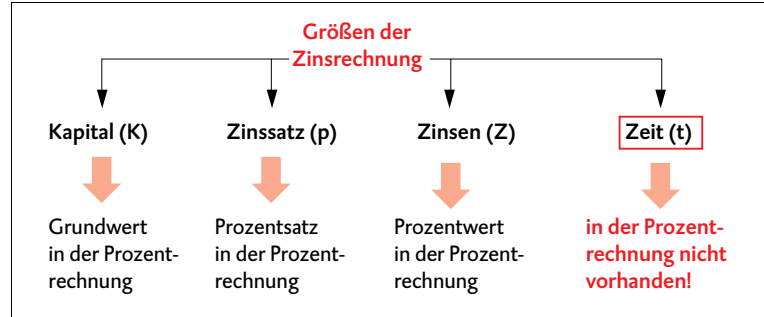 Größen der
Zinsrechnung
Kapital (K)
Zinssatz (p)
Zinsen (Z)
Zeit (t)
Grundwert
in der Prozent-
rechnung
Prozentsatz
in der Prozent-
rechnung
Prozentwert
in der Prozent-
rechnung
in der Prozent-
rechnung nicht
vorhanden!